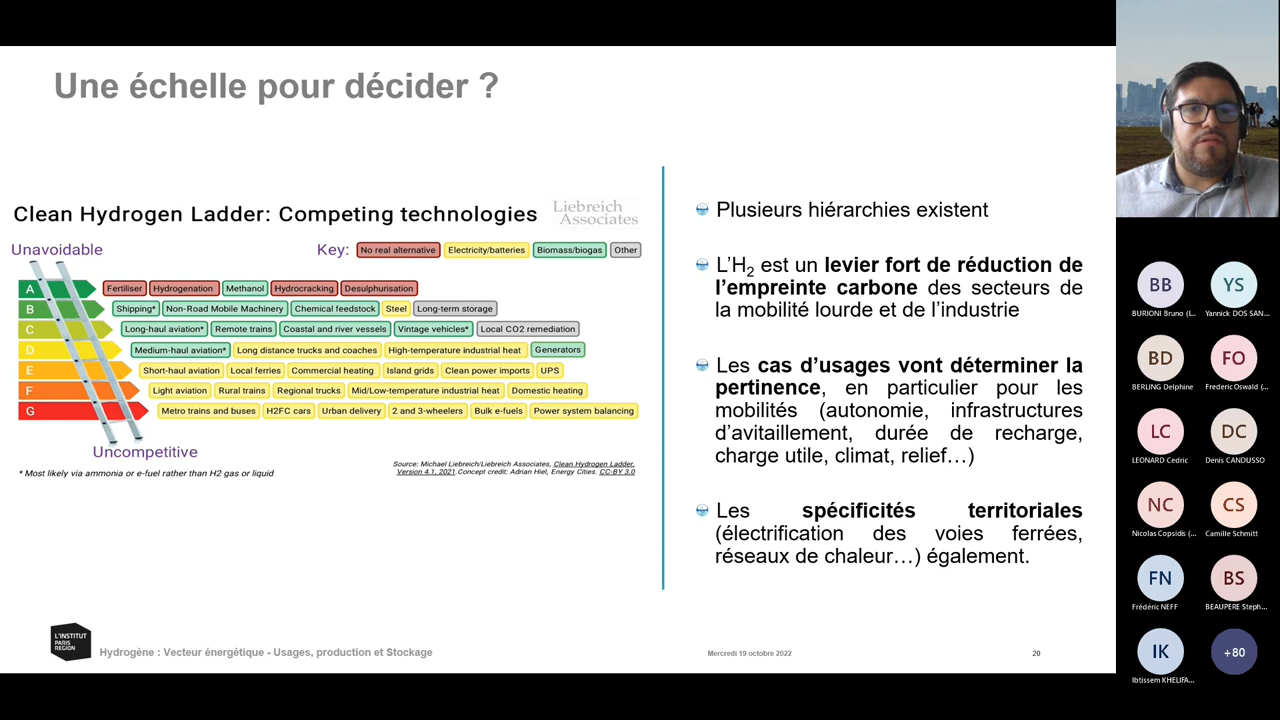 Une échelle pour décider ?
Clean Hydrogen Ladder: Competing technologies
Liebreich
Associates
Unavoidable
Key: No real alternative Electricity/batteries Biomass/biogas Other
A Fertiliser Hydrogenation Methanol Hydrocracking Desulphurisation
B Shipping* Non-Road Mobile Machinery Chemical feedstock Steel Long-term storage
C Long-haul aviation* Remote trains Coastal and river vessels Vintage vehicles* Local CO2 remediation
D Medium-haul aviation* Long distance trucks and coaches High-temperature industrial heat Generators
E Short-haul aviation Local ferries Commercial heating Island grids Clean power imports UPS
F Light aviation Rural trains Regional trucks Mid/Low-temperature industrial heat Domestic heating
G Metro trains and buses H2FC cars Urban delivery 2 and 3-wheelers Bulk e-fuels Power system balancing
Uncompetitive
* Most likely via ammonia or e-fuel rather than H2 gas or liquid
Source: Michael Liebreich/Liebreich Associates, Clean Hydrogen Ladder,
Version 4.1, 2021. Concept credit: Adrian Hiel, Energy Cities. CC-BY 3.0
Plusieurs hiérarchies existent
L'H2 est un levier fort de réduction de
l'empreinte carbone des secteurs de
la mobilité lourde et de l'industrie
Les cas d'usages vont déterminer la
pertinence, en particulier pour les
mobilités (autonomie, infrastructures
d'avitaillement, durée de recharge,
charge utile, climat, relief…)
Les spécificités territoriales
(électrification des voies ferrées,
réseaux de chaleur…) également.
L'INSTITUT
PARIS
REGION
Hydrogène : Vecteur énergétique - Usages, production et Stockage
Mercredi 19 octobre 2022
20
BB YS
BURIONI Bruno (I... Yannick DOS SAN...
BD FO
BERLING Delphine Frederic Oswald (...
LC DC
LEONARD Cedric Denis CANDUSSO
NC CS
Nicolas Copsidis (... Camille Schmitt
FN BS
Frédéric NEFF BEAUPERE Steph...
IK +80
Ibtissem KHELIFA...